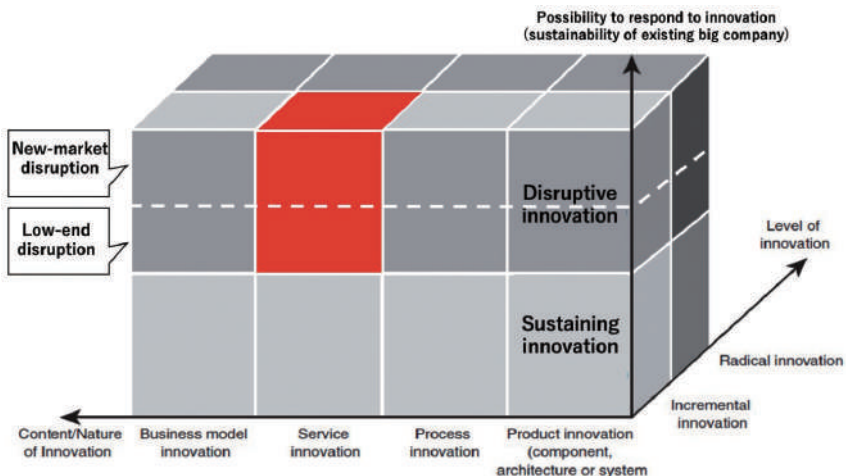 Possibility to respond to innovation
(sustainability of existing big company)
New-market
disruption
Low-end
disruption
Disruptive
innovation
Sustaining
innovation
Level of
innovation
Radical innovation
Incremental
innovation
Content/Nature
of Innovation
Business model
innovation
Service
innovation
Process
innovation
Product innovation
(component,
architecture or system